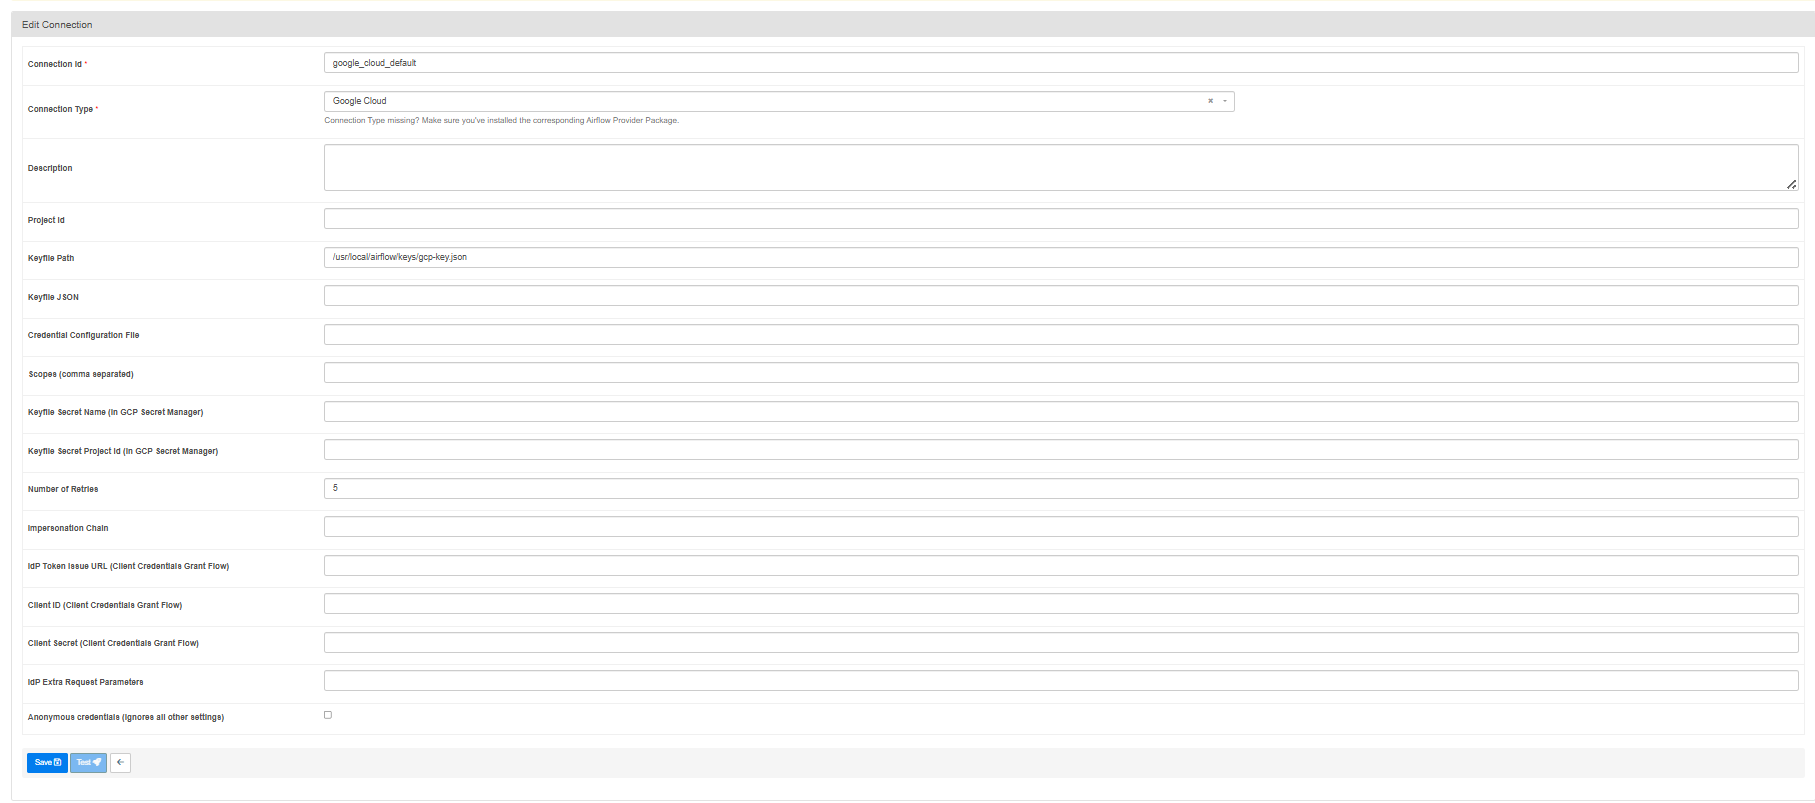 Edit Connection
Connection Id *
google_cloud_default
Connection Type *
Google Cloud
Connection Type missing? Make sure you've installed the corresponding Airflow Provider Package.
Description
Project Id
Keyfile Path
/usr/local/airflow/keys/gcp-key.json
Keyfile JSON
Credential Configuration File
Scopes (comma separated)
Keyfile Secret Name (in GCP Secret Manager)
Keyfile Secret Project Id (in GCP Secret Manager)
Number of Retries
5
Impersonation Chain
IdP Token Issue URL (Client Credentials Grant Flow)
Client ID (Client Credentials Grant Flow)
Client Secret (Client Credentials Grant Flow)
IdP Extra Request Parameters
Anonymous credentials (ignores all other settings)
Save
Test